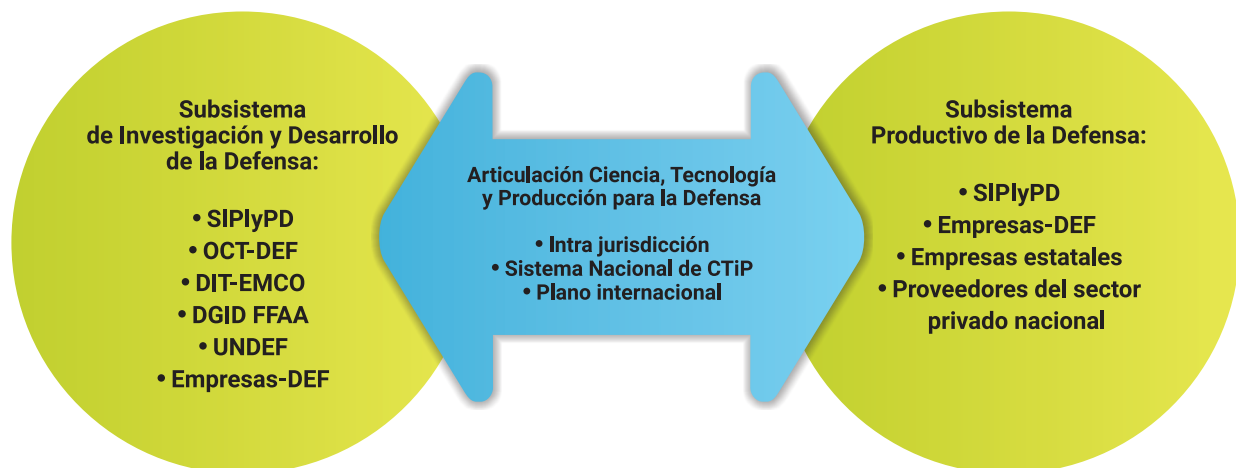 Subsistema
de Investigación y Desarrollo
de la Defensa:
• SIPIyPD
• OCT-DEF
• DIT-EMCO
• DGID FFAA
• UNDEF
• Empresas-DEF
Articulación Ciencia, Tecnología
y Producción para la Defensa
• Intra jurisdicción
• Sistema Nacional de CTiP
• Plano internacional
Subsistema
Productivo de la Defensa:
• SIPIyPD
• Empresas-DEF
• Empresas estatales
• Proveedores del sector
privado nacional